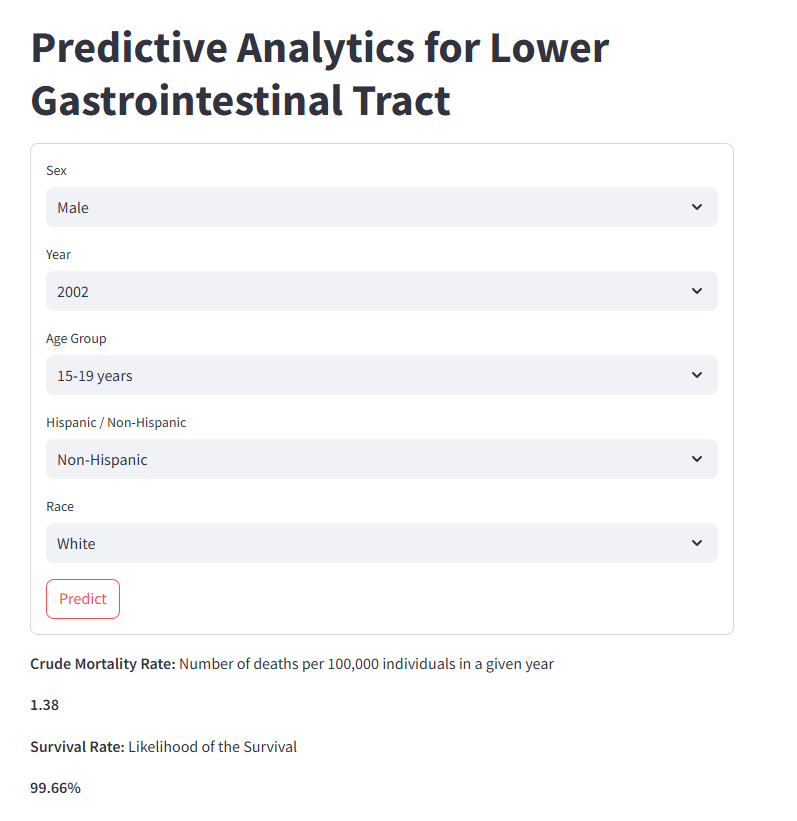 Predictive Analytics for Lower
Gastrointestinal Tract
Sex
Male
Year
2002
Age Group
15-19 years
Hispanic / Non-Hispanic
Non-Hispanic
Race
White
Predict
Crude Mortality Rate: Number of deaths per 100,000 individuals in a given year
1.38
Survival Rate: Likelihood of the Survival
99.66%